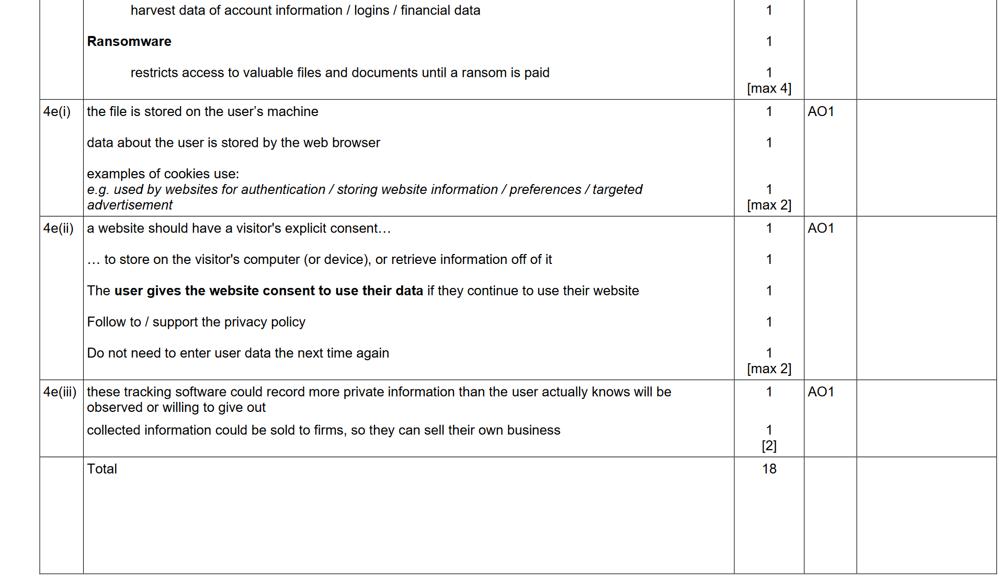 harvest data of account information / logins / financial data 1
Ransomware 1
restricts access to valuable files and documents until a ransom is paid 1
[max 4]
4e(i) the file is stored on the user’s machine 1 AO1
data about the user is stored by the web browser 1
examples of cookies use:
e.g. used by websites for authentication / storing website information / preferences / targeted 1
advertisement [max 2]
4e(ii) a website should have a visitor's explicit consent… 1 AO1
… to store on the visitor's computer (or device), or retrieve information off of it 1
The user gives the website consent to use their data if they continue to use their website 1
Follow to / support the privacy policy 1
Do not need to enter user data the next time again 1
[max 2]
4e(iii) these tracking software could record more private information than the user actually knows will be 1 AO1
observed or willing to give out
collected information could be sold to firms, so they can sell their own business 1
[2]
Total 18